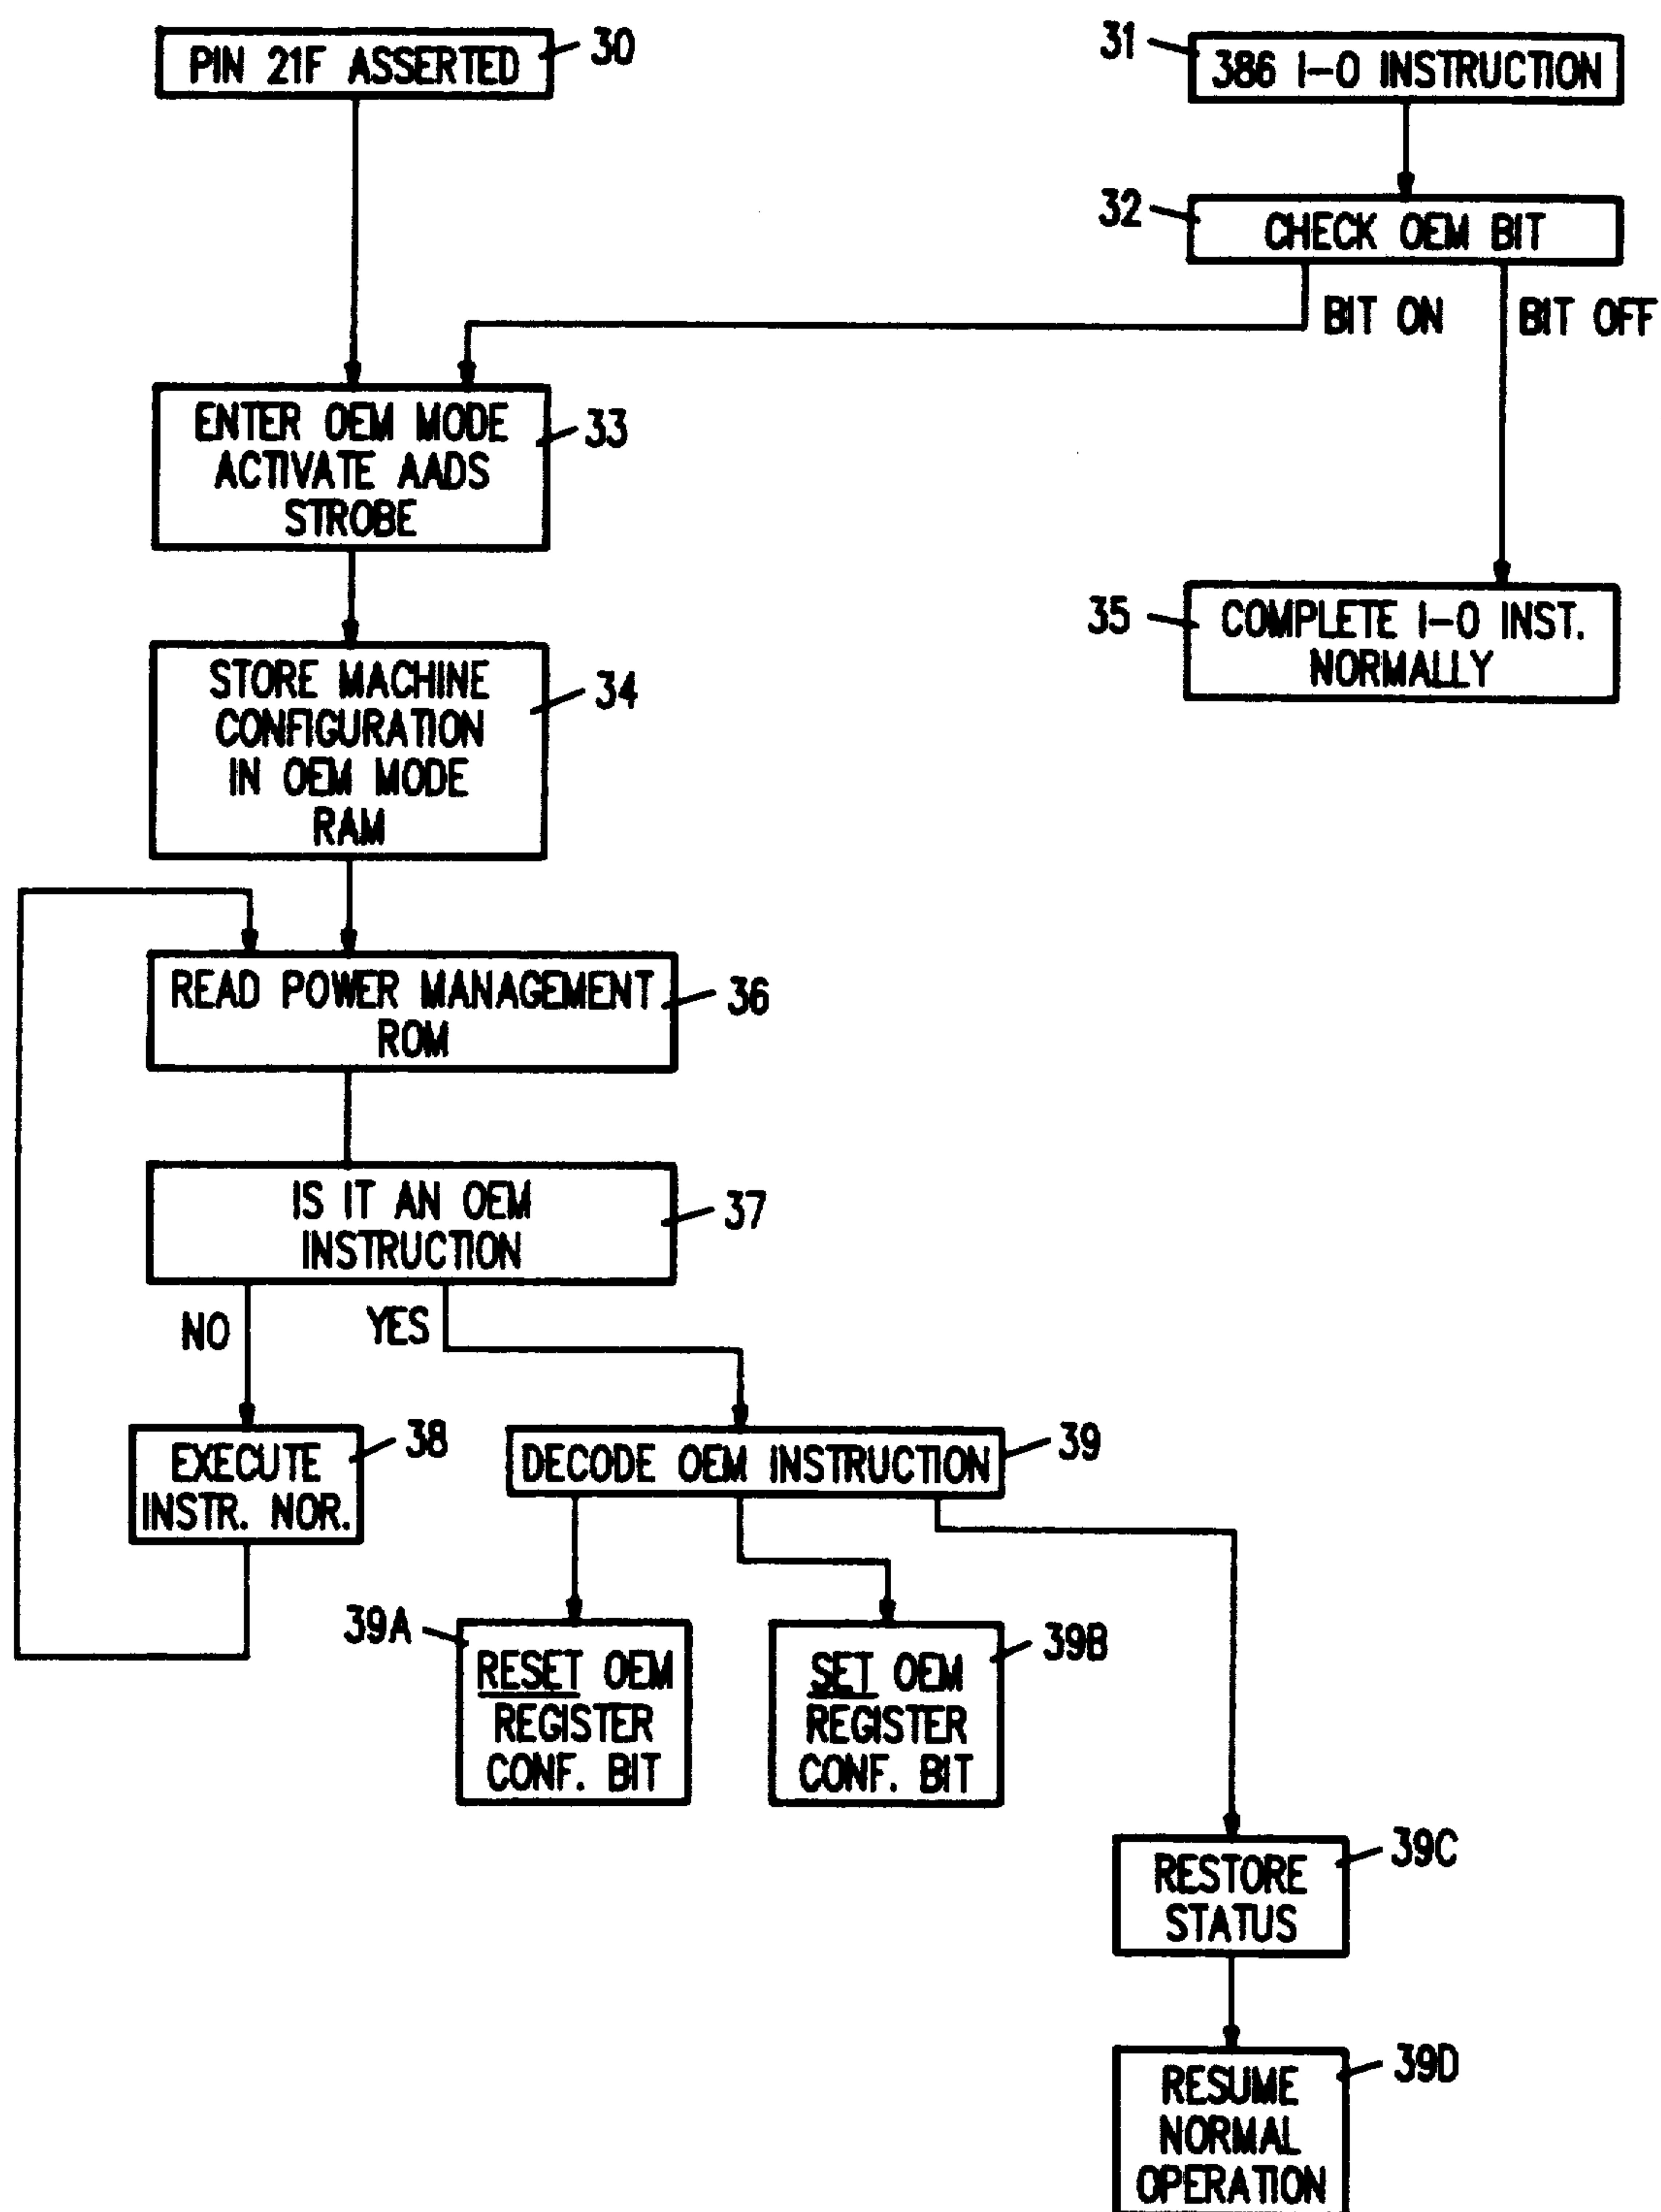 PIN 21F ASSERTED
30
31
386 I-O INSTRUCTION
32
CHECK OEM BIT
BIT ON
BIT OFF
ENTER OEM MODE
ACTIVATE AADS
STROBE
33
35
COMPLETE I-O INST.
NORMALLY
STORE MACHINE
CONFIGURATION
IN OEM MODE
RAM
34
READ POWER MANAGEMENT
ROM
36
IS IT AN OEM
INSTRUCTION
37
NO
YES
EXECUTE
INSTR. NOR.
38
DECODE OEM INSTRUCTION
39
39A
RESET OEM
REGISTER
CONF. BIT
SET OEM
REGISTER
CONF. BIT
39B
RESTORE
STATUS
39C
RESUME
NORMAL
OPERATION
39D